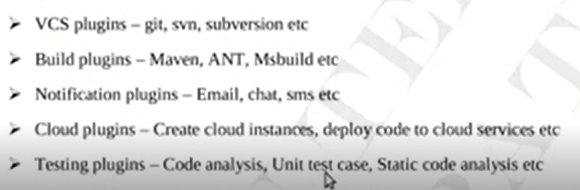 ➤ VCS plugins – git, svn, subversion etc
➤ Build plugins – Maven, ANT, Msbuild etc
➤ Notification plugins – Email, chat, sms etc
➤ Cloud plugins – Create cloud instances, deploy code to cloud services etc
➤ Testing plugins – Code analysis, Unit test case, Static code analysis etc